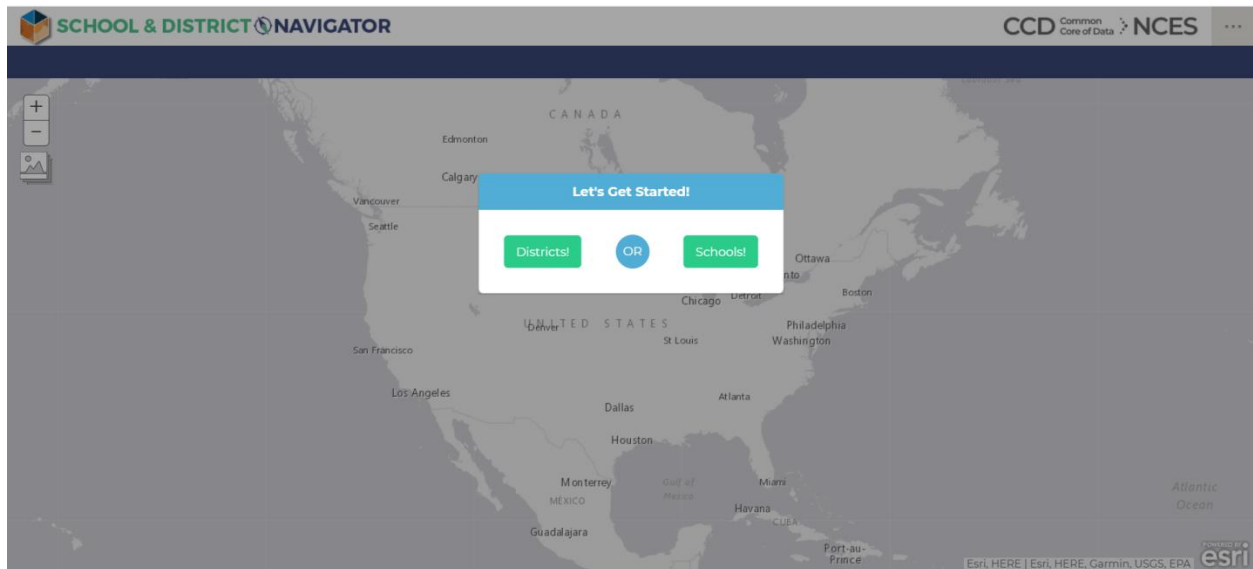 SCHOOL & DISTRICT NAVIGATOR
CCD Common Core of Data NCES
...
+
−
CANADA
Edmonton
Calgary
Vancouver
Seattle
Let's Get Started!
Districts!
OR
Schools!
Ottawa
Chicago
Detroit
Boston
Denver
UNITED STATES
St Louis
Philadelphia
Washington
San Francisco
Los Angeles
Atlanta
Dallas
Houston
Monterrey
Gulf of
Mexico
Miami
MÉXICO
Havana
CUBA
Guadalajara
Port-au-
Prince
Atlantic
Ocean
Esri, HERE | Esri, HERE, Garmin, USGS, EPA
POWERED BY
esri